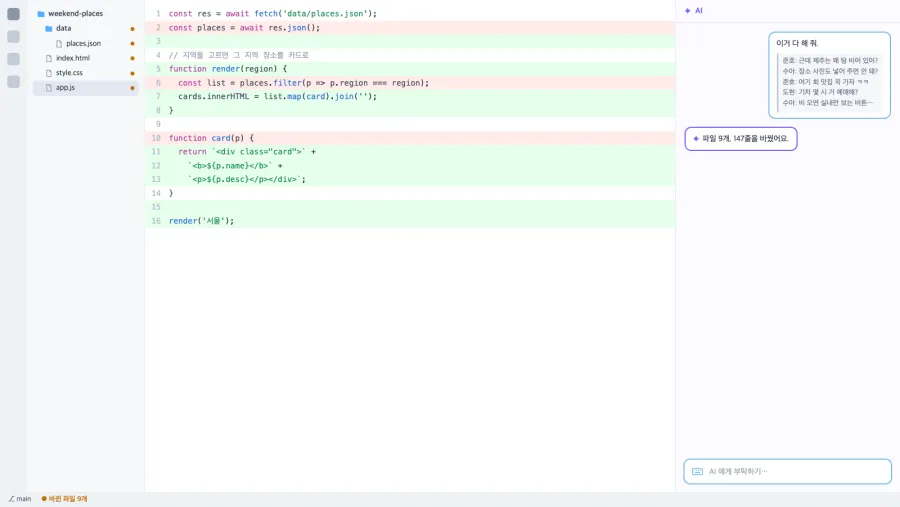 weekend-places
data
places.json
index.html
style.css
app.js
1 const res = await fetch('data/places.json');
2 const places = await res.json();
3
4 // 지역을 고르면 그 지역 장소를 카드로
5 function render(region) {
6 const list = places.filter(p => p.region === region);
7 cards.innerHTML = list.map(card).join('');
8 }
9
10 function card(p) {
11 return `<div class="card">` +
12 `<b>${p.name}</b>` +
13 `<p>${p.desc}</p></div>`;
14 }
15
16 render('서울');
AI
이거 다 해 줘.
준호: 근데 제주는 왜 텅 비어 있어?
수아: 장소 사진도 넣어 주면 안 돼?
준호: 여기 회 맛집 꼭 가자 ㅋㅋ
도현: 기차 몇 시 거 예매해?
수아: 비 오면 실내만 보는 버튼…
파일 9개, 147줄을 바꿨어요.
AI 에게 부탁하기…
main
바뀐 파일 9개